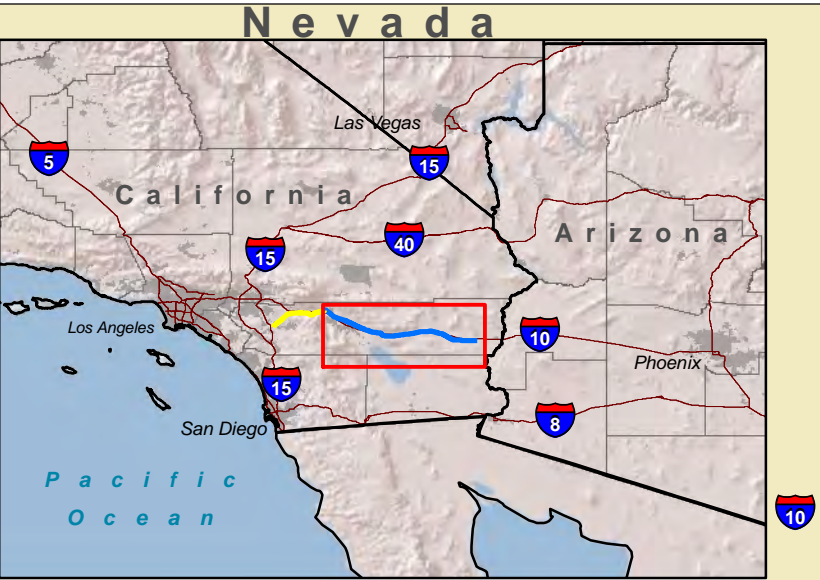 Nevada
Las Vegas
5
15
California
Arizona
40
15
Los Angeles
10
Phoenix
15
8
San Diego
Pacific
Ocean
10